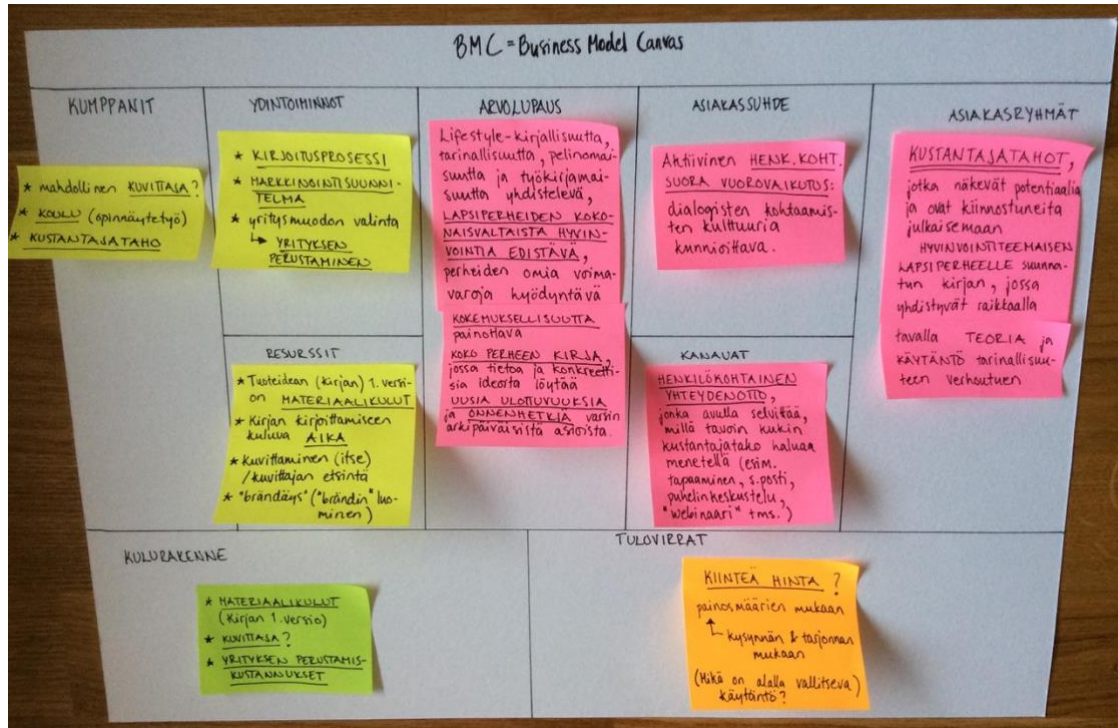 BMC = Business Model Canvas
KUMPPANIT
* mahdollinen KUVITTAJA?
* KOULU (opinnäytetyö)
* KUSTANTAJATAHO
YDINTOIMINNOT
* KIRJOITUSPROSESSI
* MARKKINOINTISUUNNI-
TELMA
* yritysmuodon valinta
↳ YRITYKSEN
PERUSTAMINEN
RESURSSIT
* Tuoteidean (kirjan) 1. versi-
on MATERIAALIKULUT
* Kirjan kirjoittamiseen
kuluva AIKA
* Kuvittaminen (itse)
/kuvittajan etsintä
* "brändäys" ("brändin" luo-
minen)
ARVOLUPAUS
Lifestyle-kirjallisuutta,
tarinallisuutta, pelinomai-
suutta ja työkirjamai-
suutta yhdistelevä,
LAPSIPERHEIDEN KOKO-
NAISVALTAISTA HYVIN-
VOINTIA EDISTÄVÄ,
perheiden omia voima-
varoja hyödyntävä
KOKEMUKSELLISUUTTA
painottava
KOKO PERHEEN KIRJA,
jossa tietoa ja konkreetti-
sia ideoita löytää
UUSIA ULOTTUVUUKSIA
ja ONNENHETKIÄ varsin
arkipäiväisistä asioista.
ASIAKASSUHDE
Aktiivinen HENK.KOHT.
SUORA VUOROVAIKUTUS:
dialogisten kohtaamis-
ten kulttuuria
kunnioittava.
KANAVAT
HENKILÖKOHTAINEN
YHTEYDENOTTO,
jonka avulla selvittää,
millä tavoin kukin
kustantajataho haluaa
menetellä (esim.
tapaaminen, s.posti,
puhelinkeskustelu,
"webinaari" tms.)
ASIAKASRYHMÄT
KUSTANTAJATAHOT,
jotka näkevät potentiaalia
ja ovat kiinnostuneita
julkaisemaan
HYVINVOINTITEEMAISEN
LAPSIPERHEELLE suunna-
tun kirjan, jossa
yhdistyvät raikkaalla
tavalla TEORIA ja
KÄYTÄNTÖ tarinallisuu-
teen verhoutuen
KULURAKENNE
* MATERIAALIKULUT
(kirjan 1. versio)
* KUVITTAJA?
* YRITYKSEN PERUSTAMIS-
KUSTANNUKSET
TULOVIRRAT
KIINTEÄ HINTA?
painosmäärien mukaan
↳ kysynnän & tarjonnan
mukaan
(Mikä on alalla vallitseva)
käytäntö?